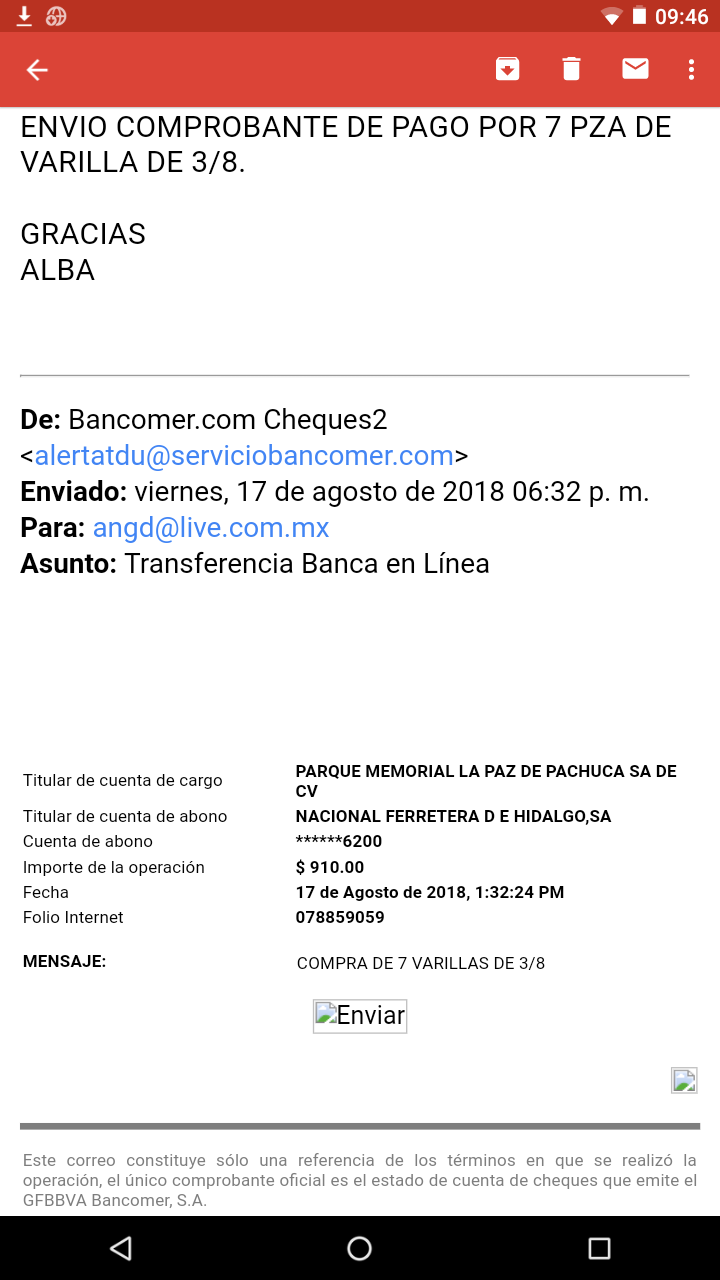 09:46
ENVIO COMPROBANTE DE PAGO POR 7 PZA DE
VARILLA DE 3/8.
GRACIAS
ALBA
De: Bancomer.com Cheques2
<alertatdu@serviciobancomer.com>
Enviado: viernes, 17 de agosto de 2018 06:32 p. m.
Para: angd@live.com.mx
Asunto: Transferencia Banca en Línea
Titular de cuenta de cargo PARQUE MEMORIAL LA PAZ DE PACHUCA SA DE
CV
Titular de cuenta de abono NACIONAL FERRETERA D E HIDALGO,SA
Cuenta de abono ******6200
Importe de la operación $ 910.00
Fecha 17 de Agosto de 2018, 1:32:24 PM
Folio Internet 078859059
MENSAJE: COMPRA DE 7 VARILLAS DE 3/8
Enviar
Este correo constituye sólo una referencia de los términos en que se realizó la
operación, el único comprobante oficial es el estado de cuenta de cheques que emite el
GFBBVA Bancomer, S.A.